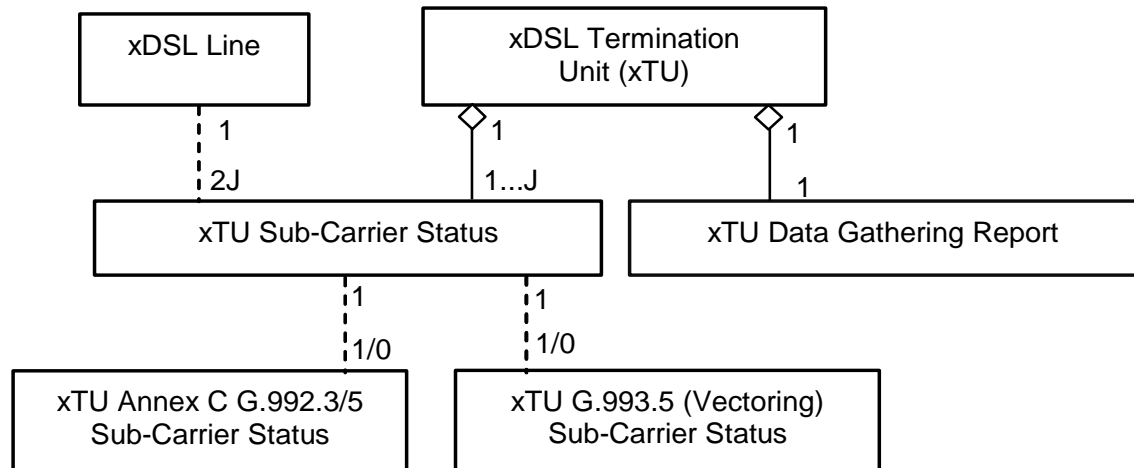 xDSL Line
xDSL Termination
Unit (xTU)
1
1
1
2J
1...J
1
xTU Sub-Carrier Status
xTU Data Gathering Report
1
1
1/0
1/0
xTU Annex C G.992.3/5
Sub-Carrier Status
xTU G.993.5 (Vectoring)
Sub-Carrier Status